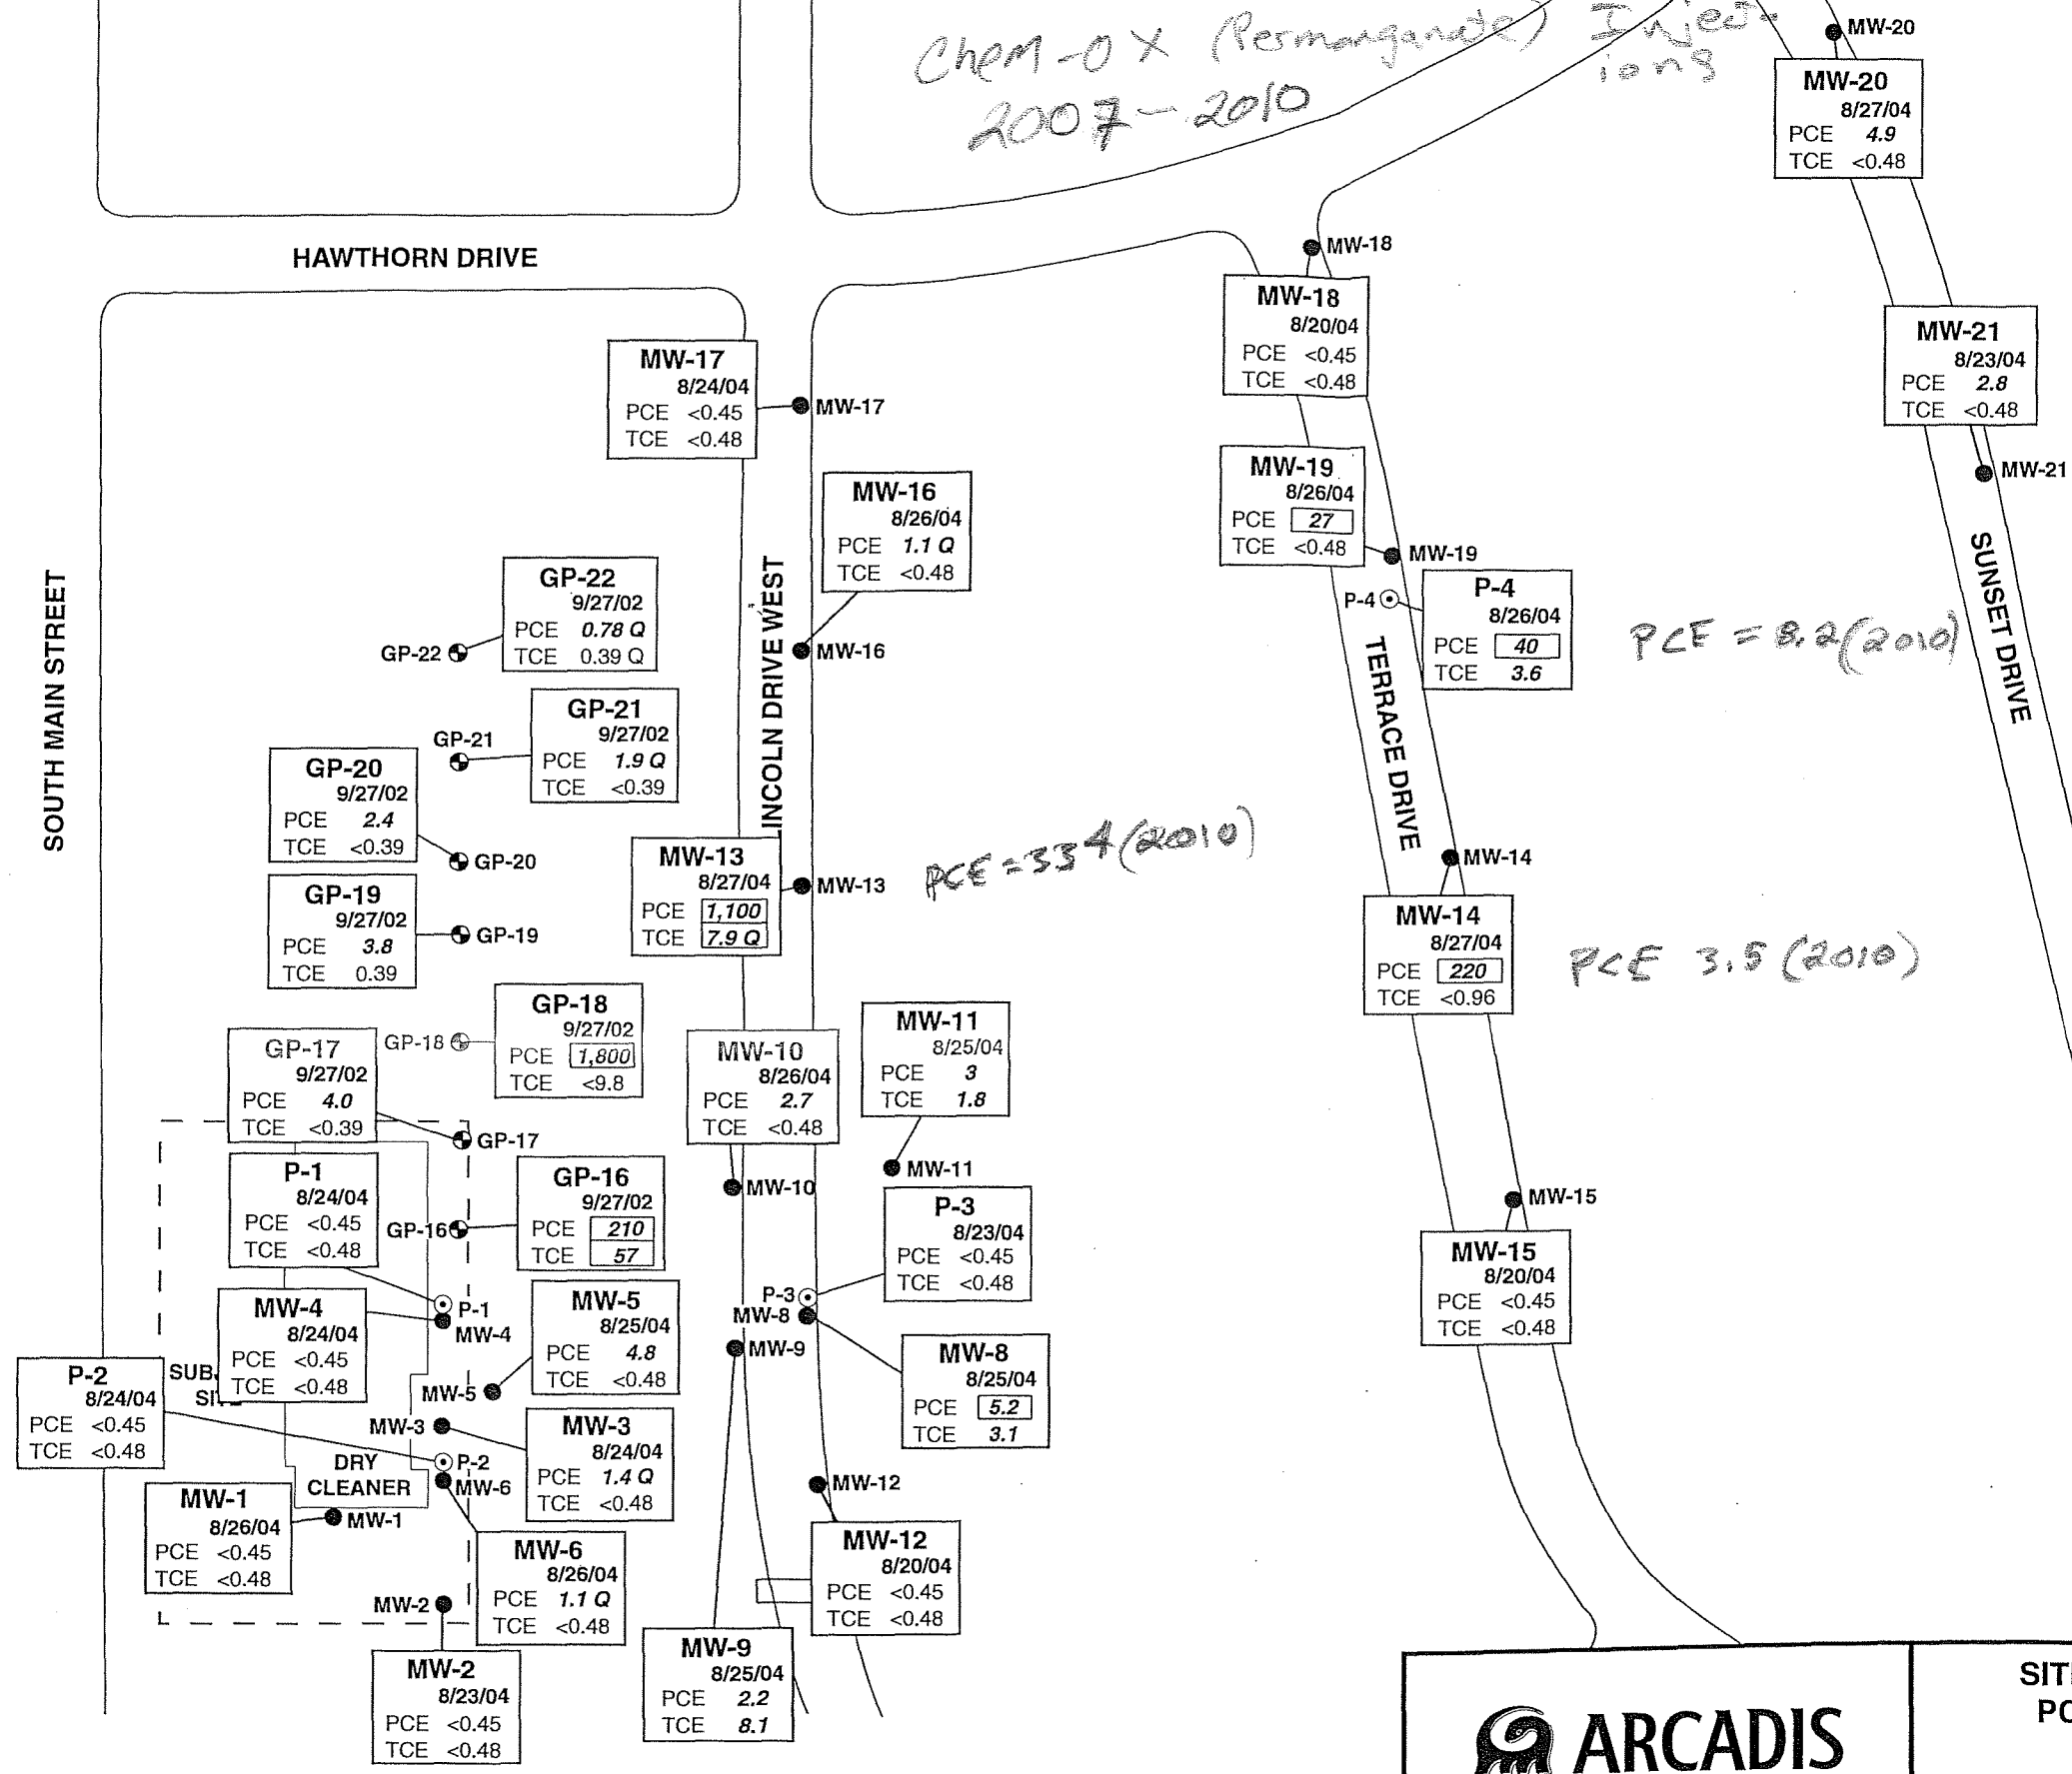 ChEM-OX (Permanganate) Inject-
ions
2007-2010
MW-20
MW-20
8/27/04
PCE 4.9
TCE <0.48
HAWTHORN DRIVE
MW-18
MW-18
8/20/04
PCE <0.45
TCE <0.48
MW-21
8/23/04
PCE 2.8
TCE <0.48
MW-21
MW-17
8/24/04
PCE <0.45
TCE <0.48
MW-17
MW-19
8/26/04
PCE 27
TCE <0.48
MW-19
MW-16
8/26/04
PCE 1.1 Q
TCE <0.48
MW-16
SOUTH MAIN STREET
LINCOLN DRIVE WEST
TERRACE DRIVE
SUNSET DRIVE
GP-22
9/27/02
PCE 0.78 Q
TCE 0.39 Q
GP-22
P-4
P-4
8/26/04
PCE 40
TCE 3.6
PCE = 8.2(2010)
GP-21
9/27/02
PCE 1.9 Q
TCE <0.39
GP-21
GP-20
9/27/02
PCE 2.4
TCE <0.39
GP-20
MW-13
8/27/04
PCE 1,100
TCE 7.9 Q
MW-13
PCE = 334(2010)
MW-14
MW-14
8/27/04
PCE 220
TCE <0.96
PCE 3.5 (2010)
GP-19
9/27/02
PCE 3.8
TCE 0.39
GP-19
GP-18
GP-18
9/27/02
PCE 1,800
TCE <9.8
GP-17
9/27/02
PCE 4.0
TCE <0.39
GP-17
MW-10
8/26/04
PCE 2.7
TCE <0.48
MW-10
MW-11
8/25/04
PCE 3
TCE 1.8
MW-11
P-1
8/24/04
PCE <0.45
TCE <0.48
P-1
GP-16
GP-16
9/27/02
PCE 210
TCE 57
P-3
8/23/04
PCE <0.45
TCE <0.48
P-3
MW-15
MW-15
8/20/04
PCE <0.45
TCE <0.48
MW-4
8/24/04
PCE <0.45
TCE <0.48
MW-4
MW-5
8/25/04
PCE 4.8
TCE <0.48
MW-5
MW-8
MW-9
MW-8
8/25/04
PCE 5.2
TCE 3.1
P-2
8/24/04
PCE <0.45
TCE <0.48
SUB
SI
MW-3
MW-3
8/24/04
PCE 1.4 Q
TCE <0.48
P-2
MW-6
DRY
CLEANER
MW-12
MW-12
8/20/04
PCE <0.45
TCE <0.48
MW-1
8/26/04
PCE <0.45
TCE <0.48
MW-1
MW-6
8/26/04
PCE 1.1 Q
TCE <0.48
MW-2
MW-2
8/23/04
PCE <0.45
TCE <0.48
MW-9
8/25/04
PCE 2.2
TCE 8.1
ARCADIS
SIT
PC